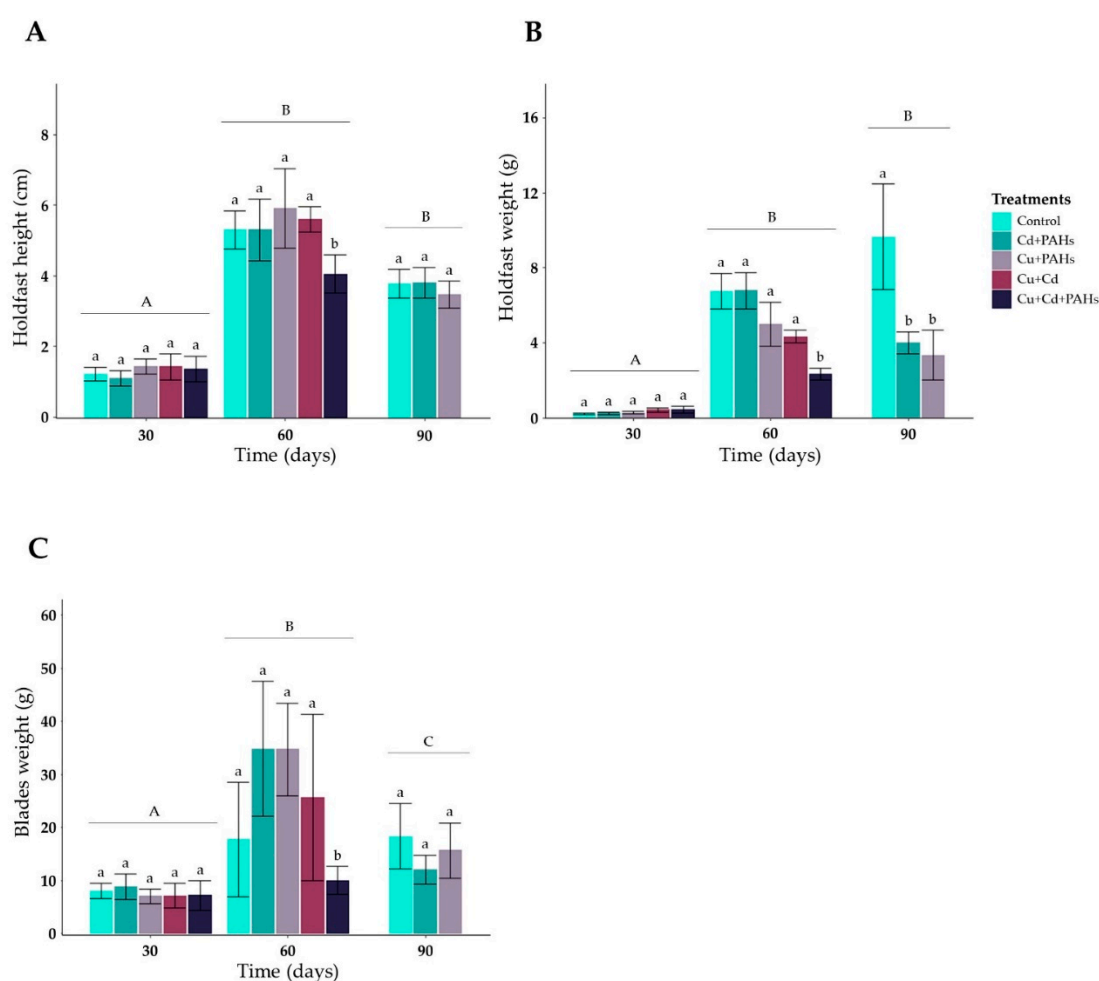 A
Holdfast height (cm)
8
6
4
2
0
A
a a a a a
B
a a a a b
B
a a a
30 60 90
Time (days)
B
Holdfast weight (g)
16
12
8
4
0
A
a a a a a
B
a a a a b
B
a b b
30 60 90
Time (days)
Treatments
Control
Cd+PAHs
Cu+PAHs
Cu+Cd
Cu+Cd+PAHs
C
Blades weight (g)
60
50
40
30
20
10
0
A
a a a a a
B
a a a a b
C
a a a
30 60 90
Time (days)